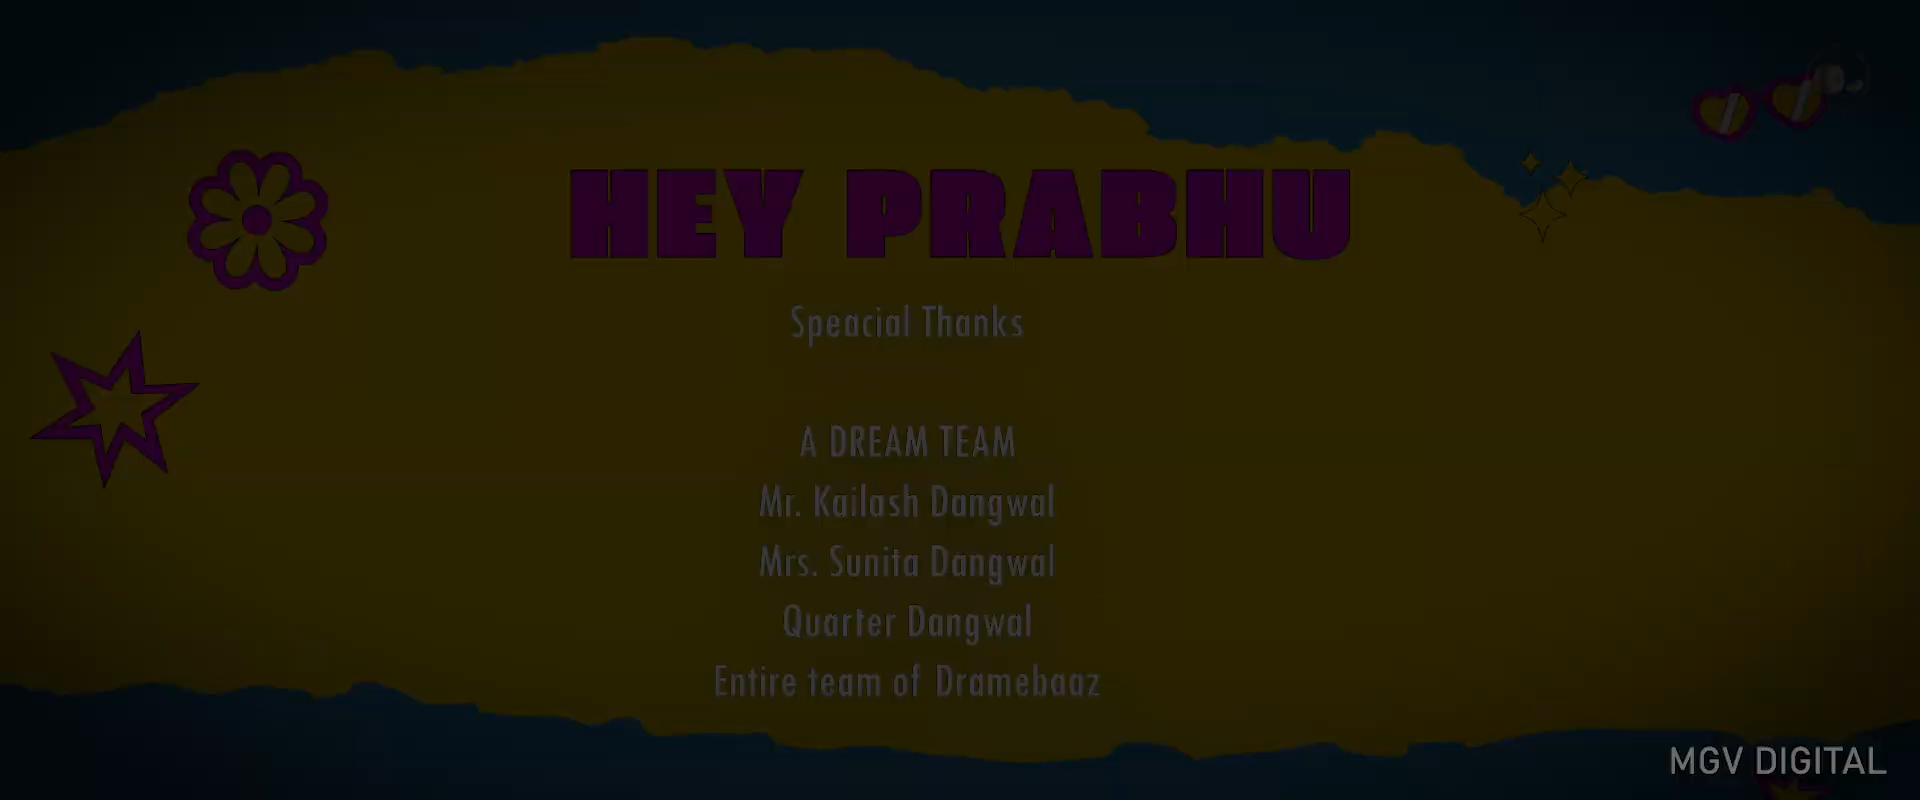 HEY PRABHU
Speacial Thanks
A DREAM TEAM
Mr. Kailash Dangwal
Mrs. Sunita Dangwal
Quarter Dangwal
Entire team of Dramebaaz
MGV DIGITAL